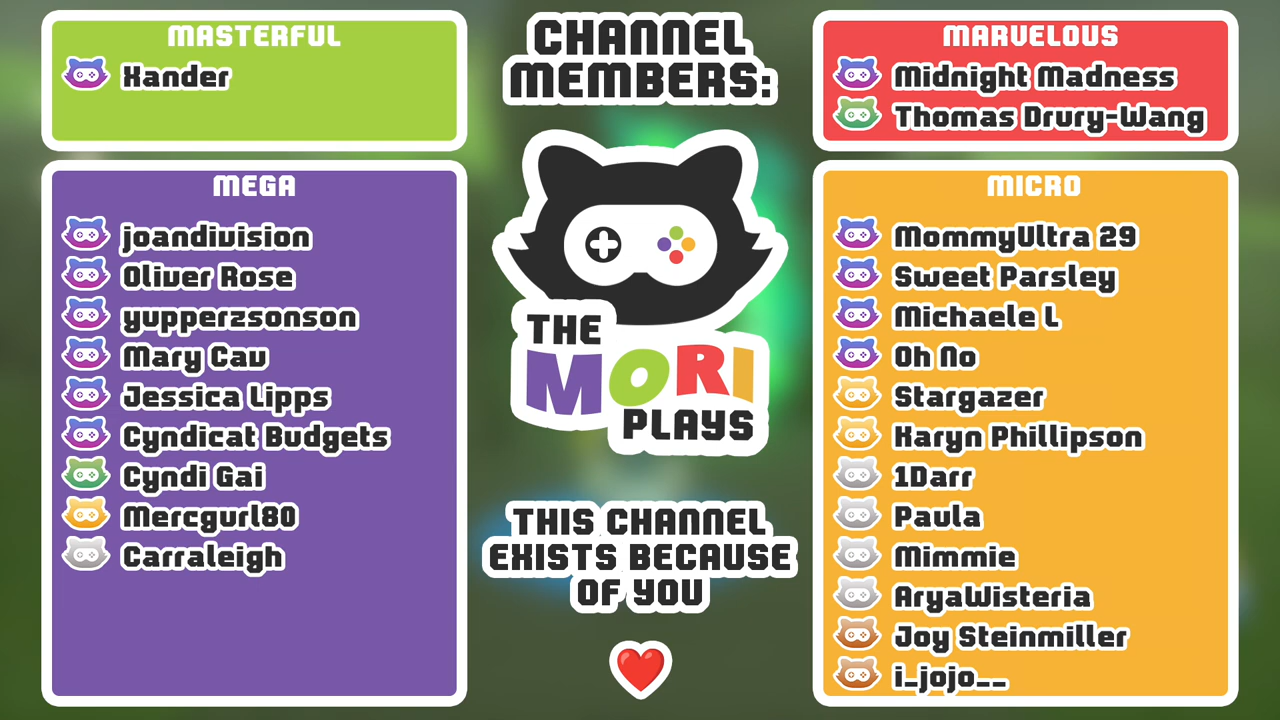 MASTERFUL
Xander
CHANNEL
MEMBERS:
MARVELOUS
Midnight Madness
Thomas Drury-Wang
MEGA
joandivision
Oliver Rose
yupperzsonson
Mary Cav
Jessica Lipps
Cyndicat Budgets
Cyndi Gai
Mercgurl80
Carraleigh
THE
MORI
PLAYS
THIS CHANNEL
EXISTS BECAUSE
OF YOU
MICRO
MommyUltra 29
Sweet Parsley
Michaele L
Oh No
Stargazer
Karyn Phillipson
1Darr
Paula
Mimmie
AryaWisteria
Joy Steinmiller
i_jojo__